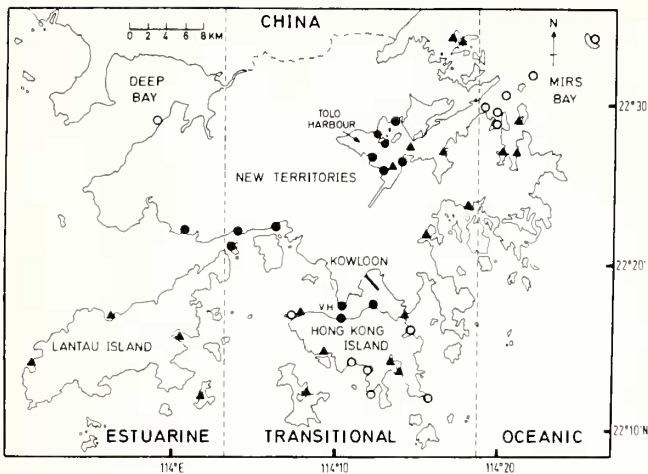 CHINA
N
0 2 4 6 8 KM
DEEP
BAY
MIRS
BAY
22°30
TOLO
HARBOUR
NEW TERRITORIES
KOWLOON
22°20
VH
HONG KONG
ISLAND
LANTAU ISLAND
22°10'N
ESTUARINE
TRANSITIONAL
OCEANIC
114°E
114°10
114°20